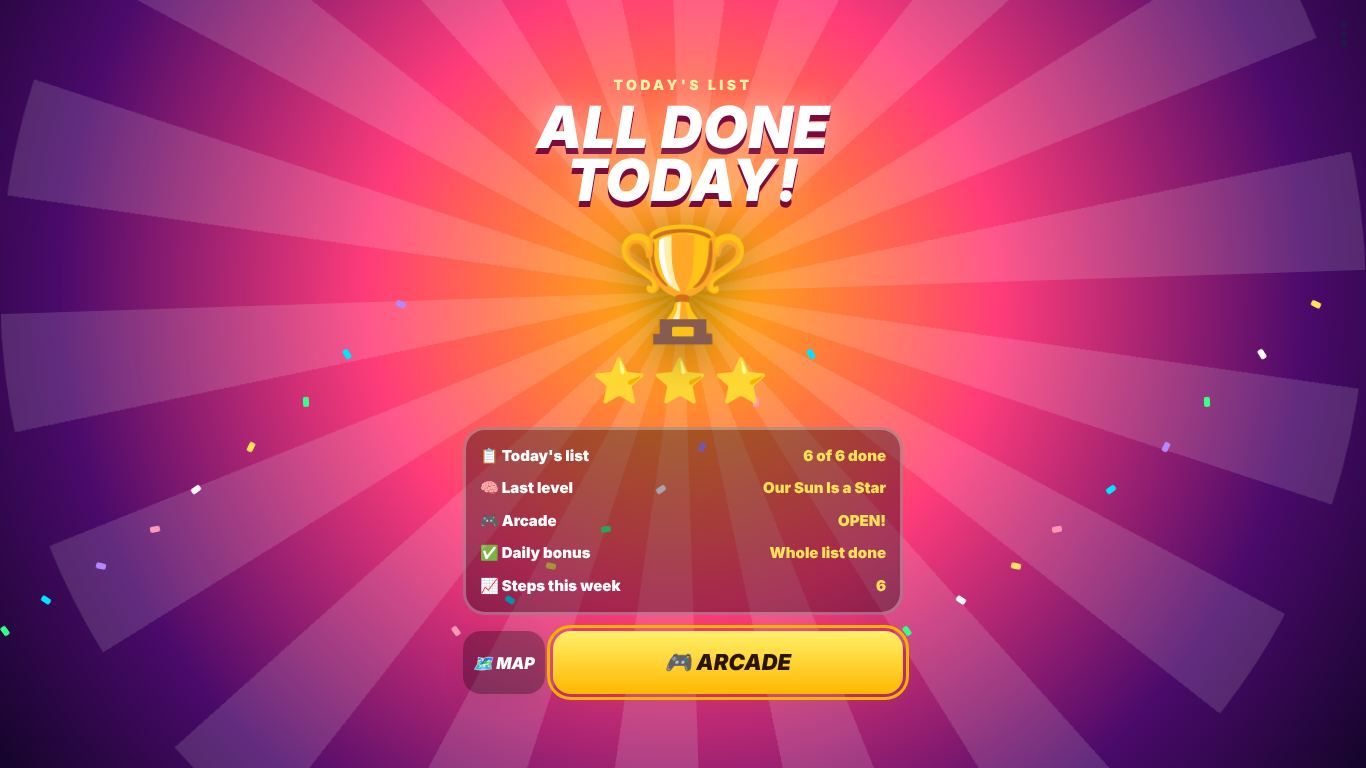 TODAY'S LIST
ALL DONE
TODAY!
Today's list 6 of 6 done
Last level Our Sun Is a Star
Arcade OPEN!
Daily bonus Whole list done
Steps this week 6
MAP ARCADE